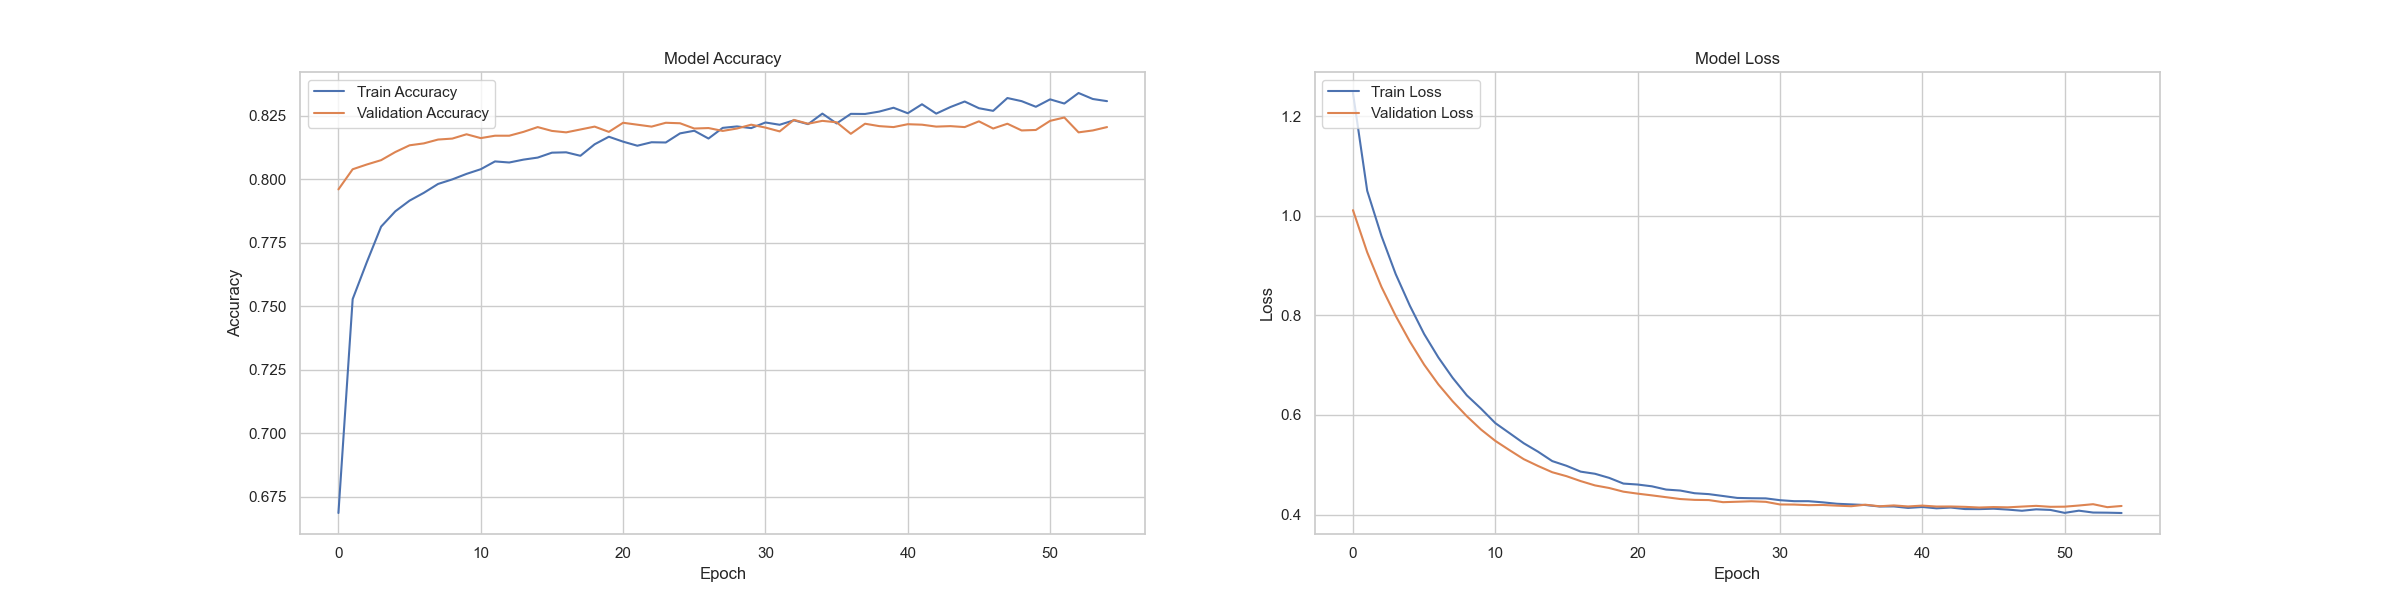 Model Accuracy
Train Accuracy
Validation Accuracy
0.825
0.800
0.775
0.750
0.725
0.700
0.675
Accuracy
0 10 20 30 40 50
Epoch
Model Loss
Train Loss
Validation Loss
1.2
1.0
0.8
0.6
0.4
Loss
0 10 20 30 40 50
Epoch